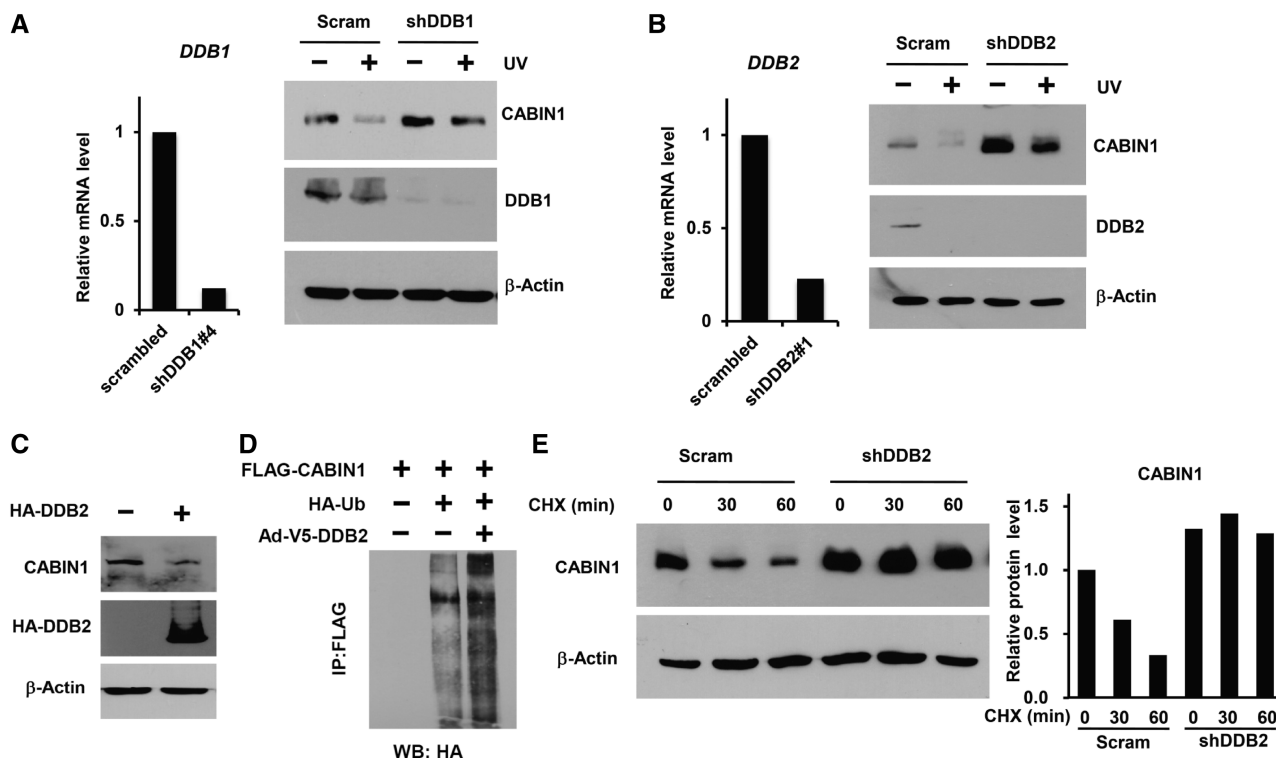 A
DDB1
Relative mRNA level
1
0.5
0
scrambled
shDDB1#4
Scram shDDB1
− + − + UV
CABIN1
DDB1
β-Actin
B
DDB2
Relative mRNA level
1
0.5
0
scrambled
shDDB2#1
Scram shDDB2
− + − + UV
CABIN1
DDB2
β-Actin
C
HA-DDB2 − +
CABIN1
HA-DDB2
β-Actin
D
FLAG-CABIN1 + + +
HA-Ub − + +
Ad-V5-DDB2 − − +
IP:FLAG
WB: HA
E
Scram shDDB2
CHX (min) 0 30 60 0 30 60
CABIN1
β-Actin
CABIN1
Relative protein level
1.5
1.0
0.5
0.0
CHX (min) 0 30 60 0 30 60
Scram shDDB2